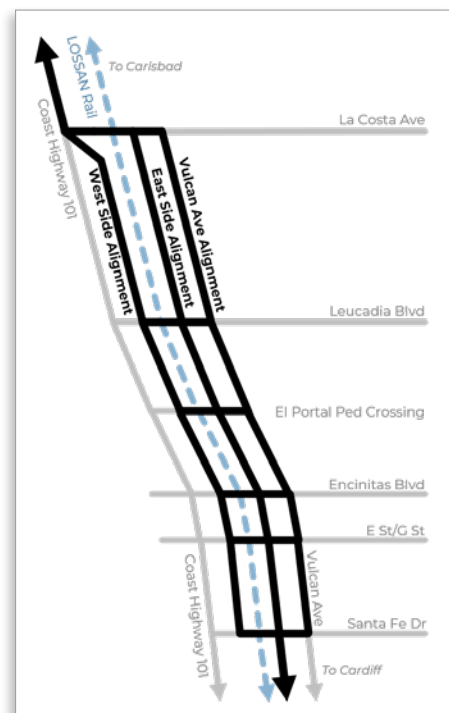 LOSSAN Rail
To Carlsbad
La Costa Ave
Coast Highway 101
West Side Alignment
East Side Alignment
Vulcan Ave Alignment
Leucadia Blvd
El Portal Ped Crossing
Encinitas Blvd
E St/G St
Coast Highway 101
Vulcan Ave
Santa Fe Dr
To Cardiff